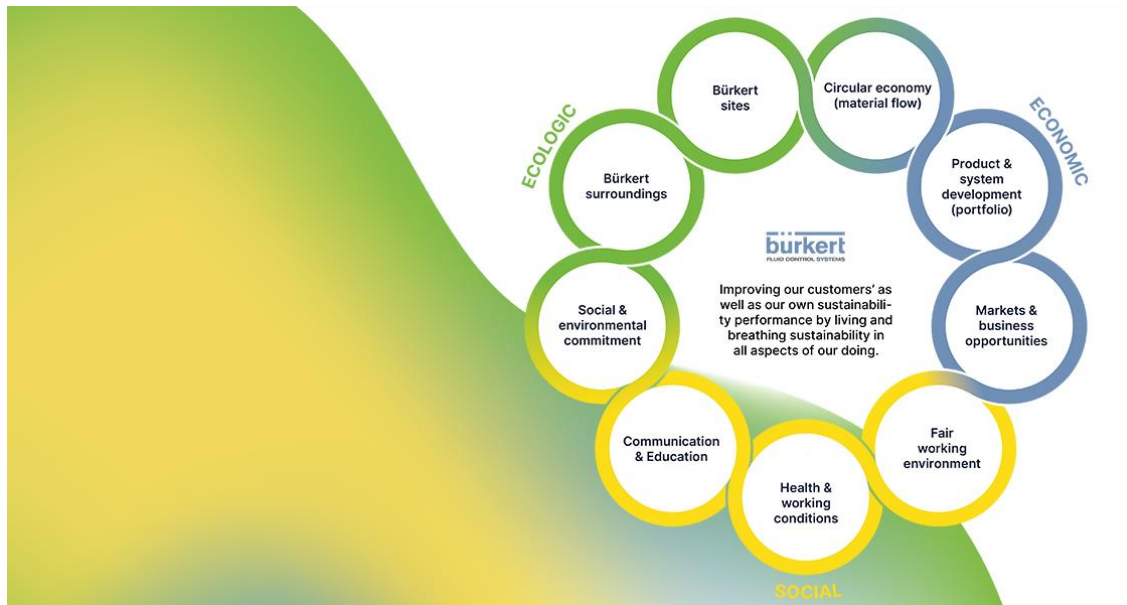 Bürkert
sites
Circular economy
(material flow)
ECOLOGIC
ECONOMIC
Bürkert
surroundings
Product &
system
development
(portfolio)
bürkert
FLUID CONTROL SYSTEMS
Improving our customers' as
well as our own sustainabili-
ty performance by living and
breathing sustainability in
all aspects of our doing.
Social &
environmental
commitment
Markets &
business
opportunities
Communication
& Education
Fair
working
environment
Health &
working
conditions
SOCIAL